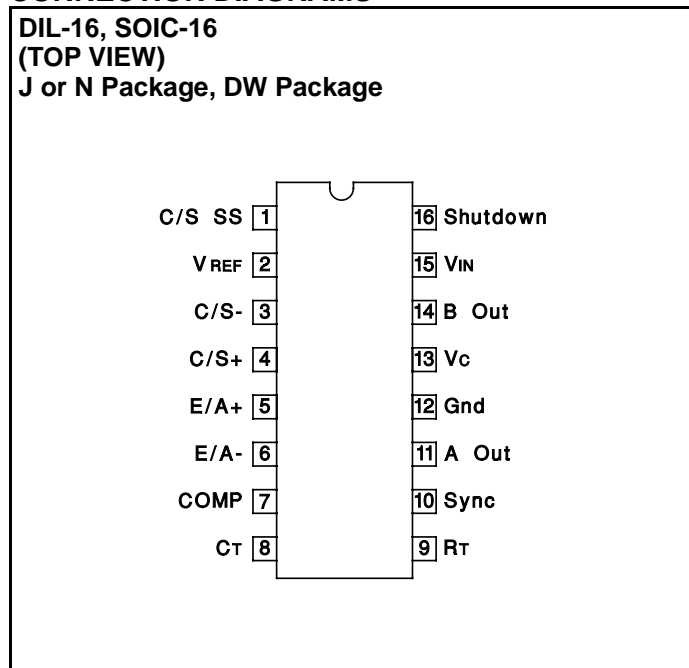 DIL-16, SOIC-16
(TOP VIEW)
J or N Package, DW Package
C/S SS 1
16 Shutdown
VREF 2
15 VIN
C/S- 3
14 B Out
C/S+ 4
13 Vc
E/A+ 5
12 Gnd
E/A- 6
11 A Out
COMP 7
10 Sync
CT 8
9 RT